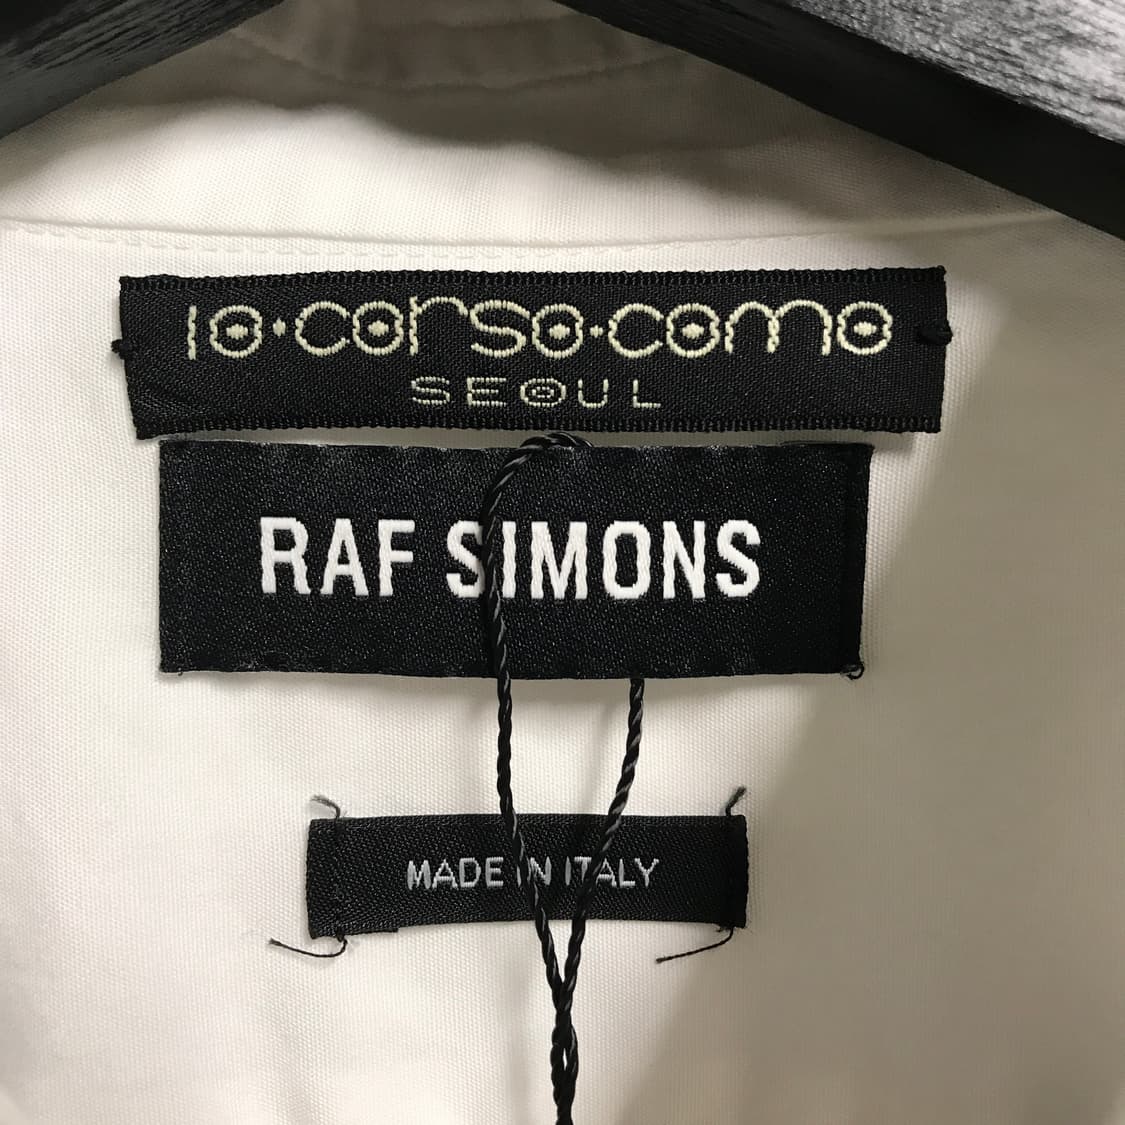 10·corso·como
SEOUL
RAF SIMONS
MADE IN ITALY